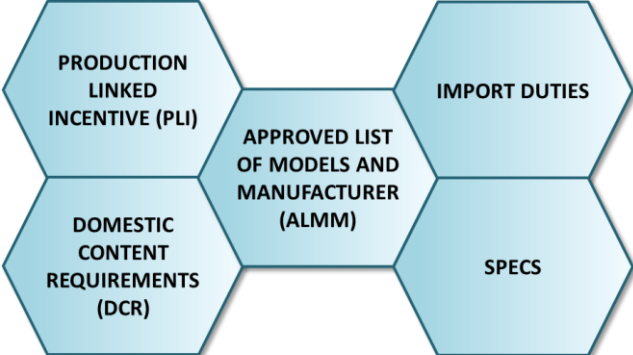 PRODUCTION
LINKED
INCENTIVE (PLI)
DOMESTIC
CONTENT
REQUIREMENTS
(DCR)
APPROVED LIST
OF MODELS AND
MANUFACTURER
(ALMM)
IMPORT DUTIES
SPECS